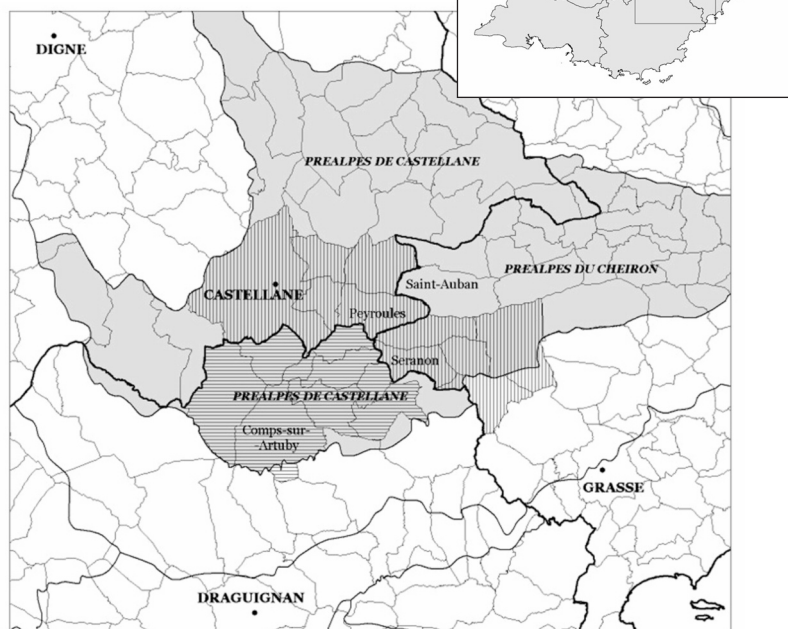 DIGNE
PREALPES DE CASTELLANE
PREALPES DU CHEIRON
Saint-Auban
CASTELLANE
Peyroules
Seranon
PREALPES DE CASTELLANE
Comps-sur-
-Artuby
GRASSE
DRAGUIGNAN